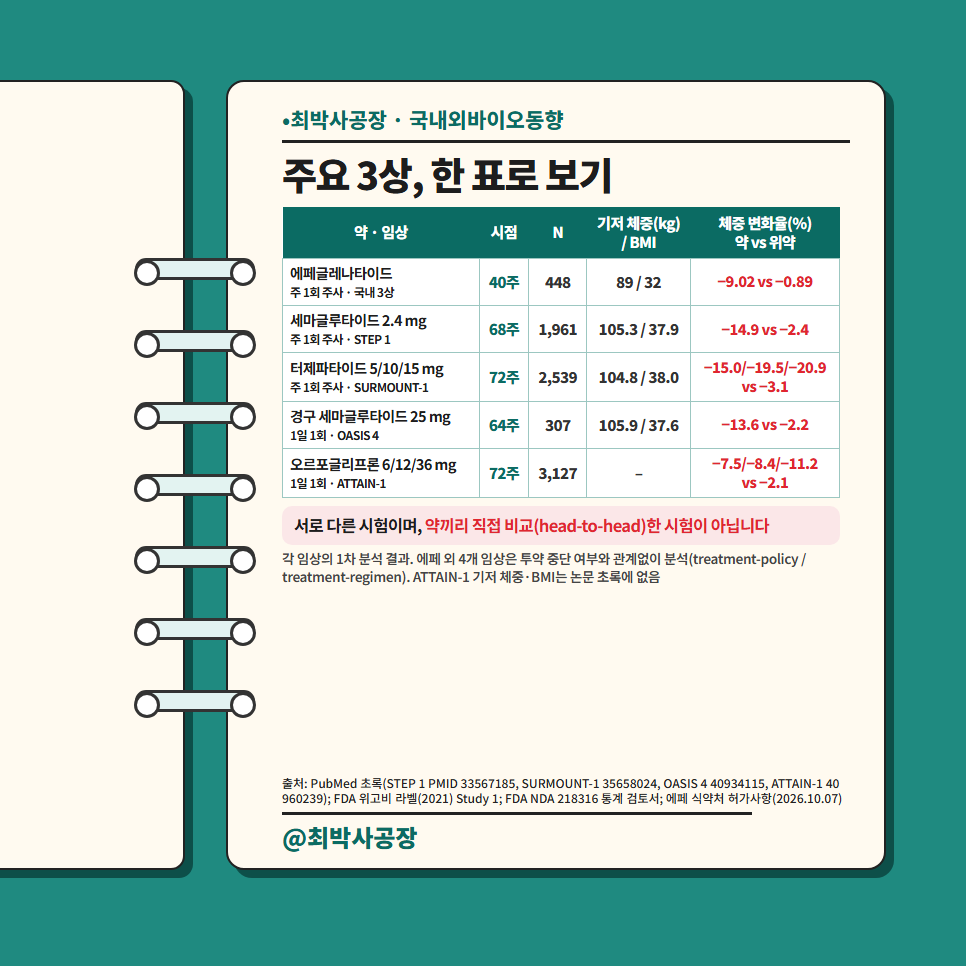 •최박사공장 · 국내외바이오동향
주요 3상, 한 표로 보기
약 · 임상 시점 N 기저 체중(kg) / BMI 체중 변화율(%) 약 vs 위약
에페글레나타이드
주 1회 주사 · 국내 3상
40주 448 89 / 32 −9.02 vs −0.89
세마글루타이드 2.4 mg
주 1회 주사 · STEP 1
68주 1,961 105.3 / 37.9 −14.9 vs −2.4
터제파타이드 5/10/15 mg
주 1회 주사 · SURMOUNT-1
72주 2,539 104.8 / 38.0 −15.0/−19.5/−20.9
vs −3.1
경구 세마글루타이드 25 mg
1일 1회 · OASIS 4
64주 307 105.9 / 37.6 −13.6 vs −2.2
오르포글리프론 6/12/36 mg
1일 1회 · ATTAIN-1
72주 3,127 – −7.5/−8.4/−11.2
vs −2.1
서로 다른 시험이며, 약끼리 직접 비교(head-to-head)한 시험이 아닙니다
각 임상의 1차 분석 결과. 에페 외 4개 임상은 투약 중단 여부와 관계없이 분석(treatment-policy /
treatment-regimen). ATTAIN-1 기저 체중·BMI는 논문 초록에 없음
출처: PubMed 초록(STEP 1 PMID 33567185, SURMOUNT-1 35658024, OASIS 4 40934115, ATTAIN-1 40
960239); FDA 위고비 라벨(2021) Study 1; FDA NDA 218316 통계 검토서; 에페 식약처 허가사항(2026.10.07)
@최박사공장